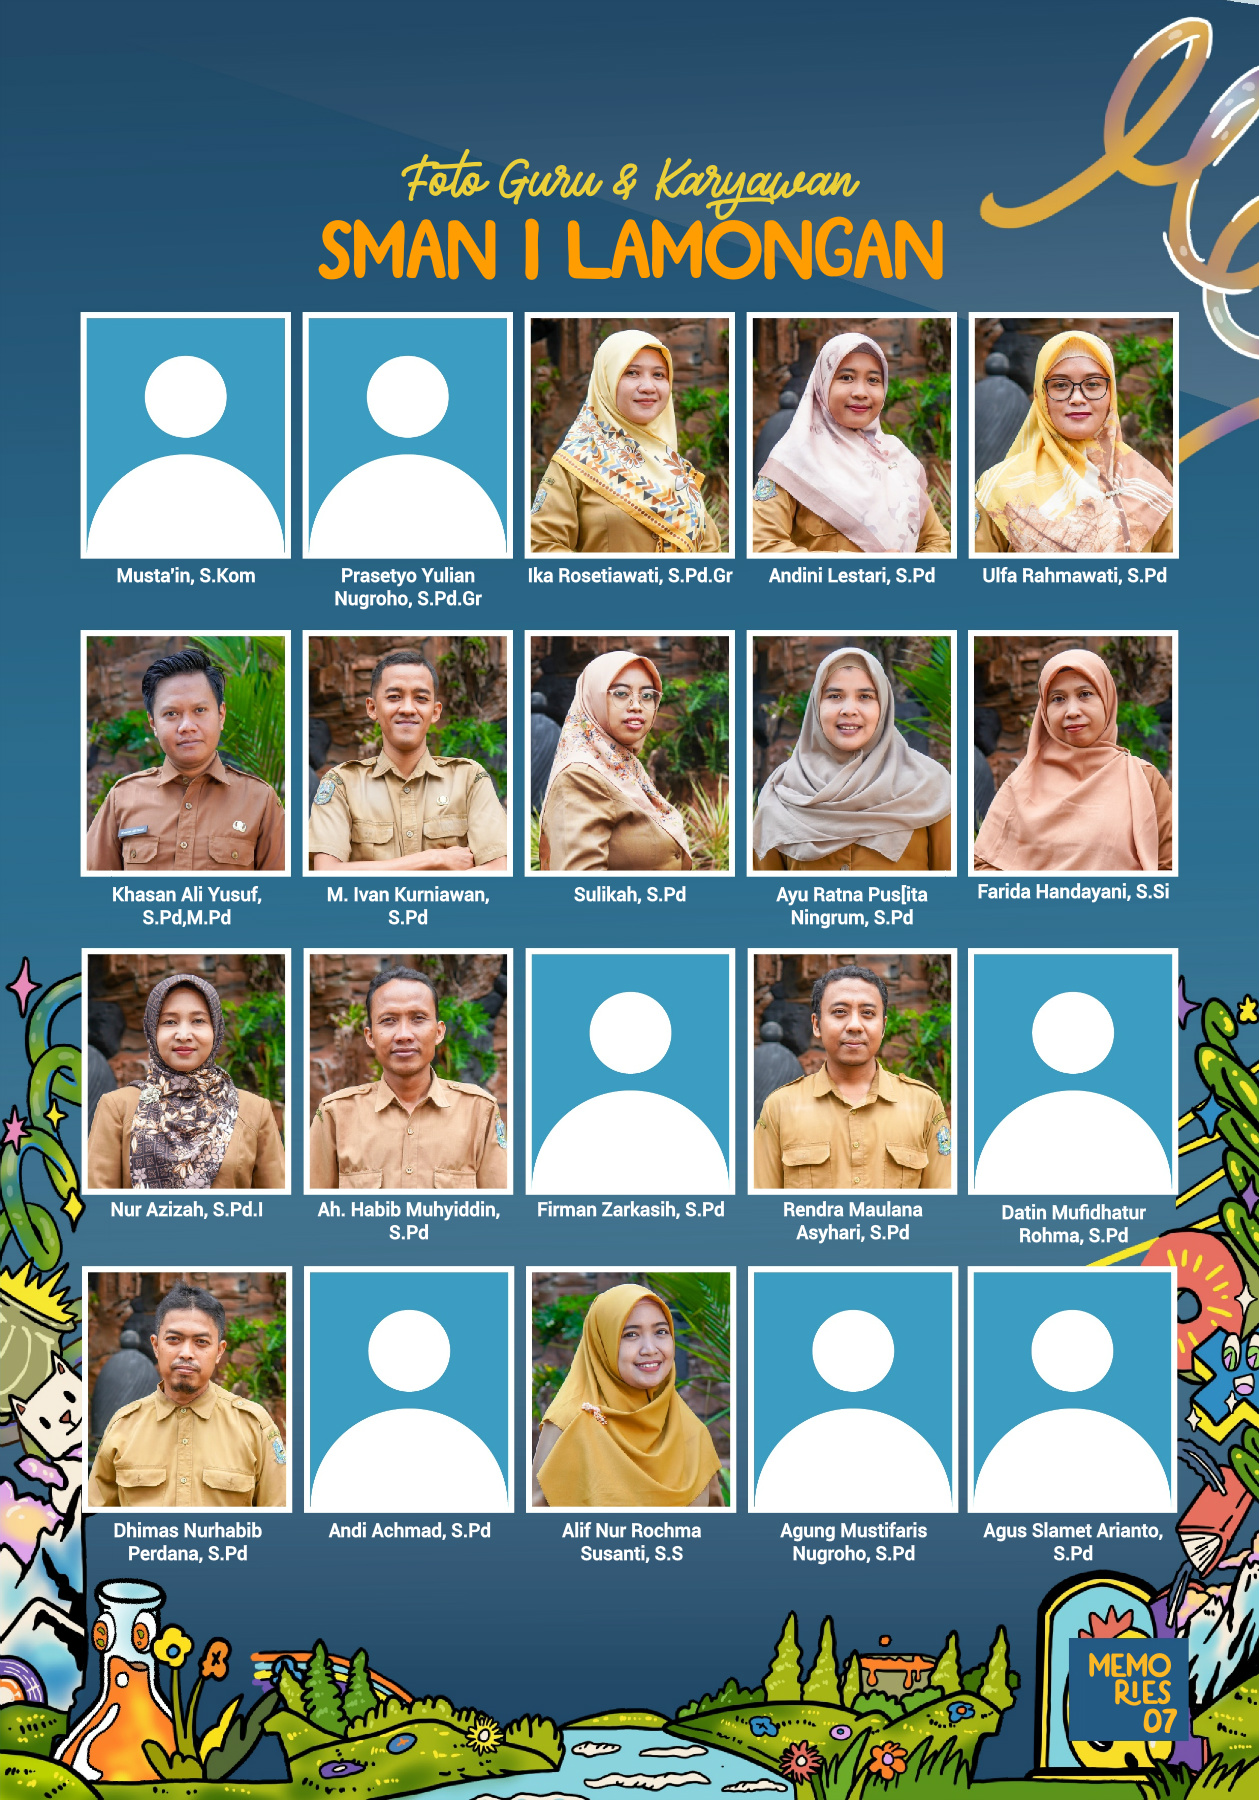 Foto Guru & Karyawan
SMAN 1 LAMONGAN
Musta'in, S.Kom
Prasetyo Yulian
Nugroho, S.Pd.Gr
Ika Rosetiawati, S.Pd.Gr
Andini Lestari, S.Pd
Ulfa Rahmawati, S.Pd
Khasan Ali Yusuf,
S.Pd,M.Pd
M. Ivan Kurniawan,
S.Pd
Sulikah, S.Pd
Ayu Ratna Pus[ita
Ningrum, S.Pd
Farida Handayani, S.Si
Nur Azizah, S.Pd.I
Ah. Habib Muhyiddin,
S.Pd
Firman Zarkasih, S.Pd
Rendra Maulana
Asyhari, S.Pd
Datin Mufidhatur
Rohma, S.Pd
Dhimas Nurhabib
Perdana, S.Pd
Andi Achmad, S.Pd
Alif Nur Rochma
Susanti, S.S
Agung Mustifaris
Nugroho, S.Pd
Agus Slamet Arianto,
S.Pd
MEMO
RIES
07